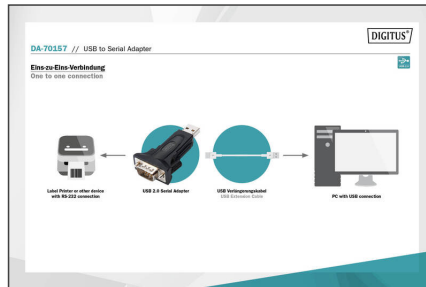 DIGITUS®
DA-70157 // USB to Serial Adapter
Eins-zu-Eins-Verbindung
One to one connection
Label Printer or other device
with RS-232 connection
USB 2.0 Serial Adapter
USB Verlängerungskabel
USB Extension Cable
PC with USB connection